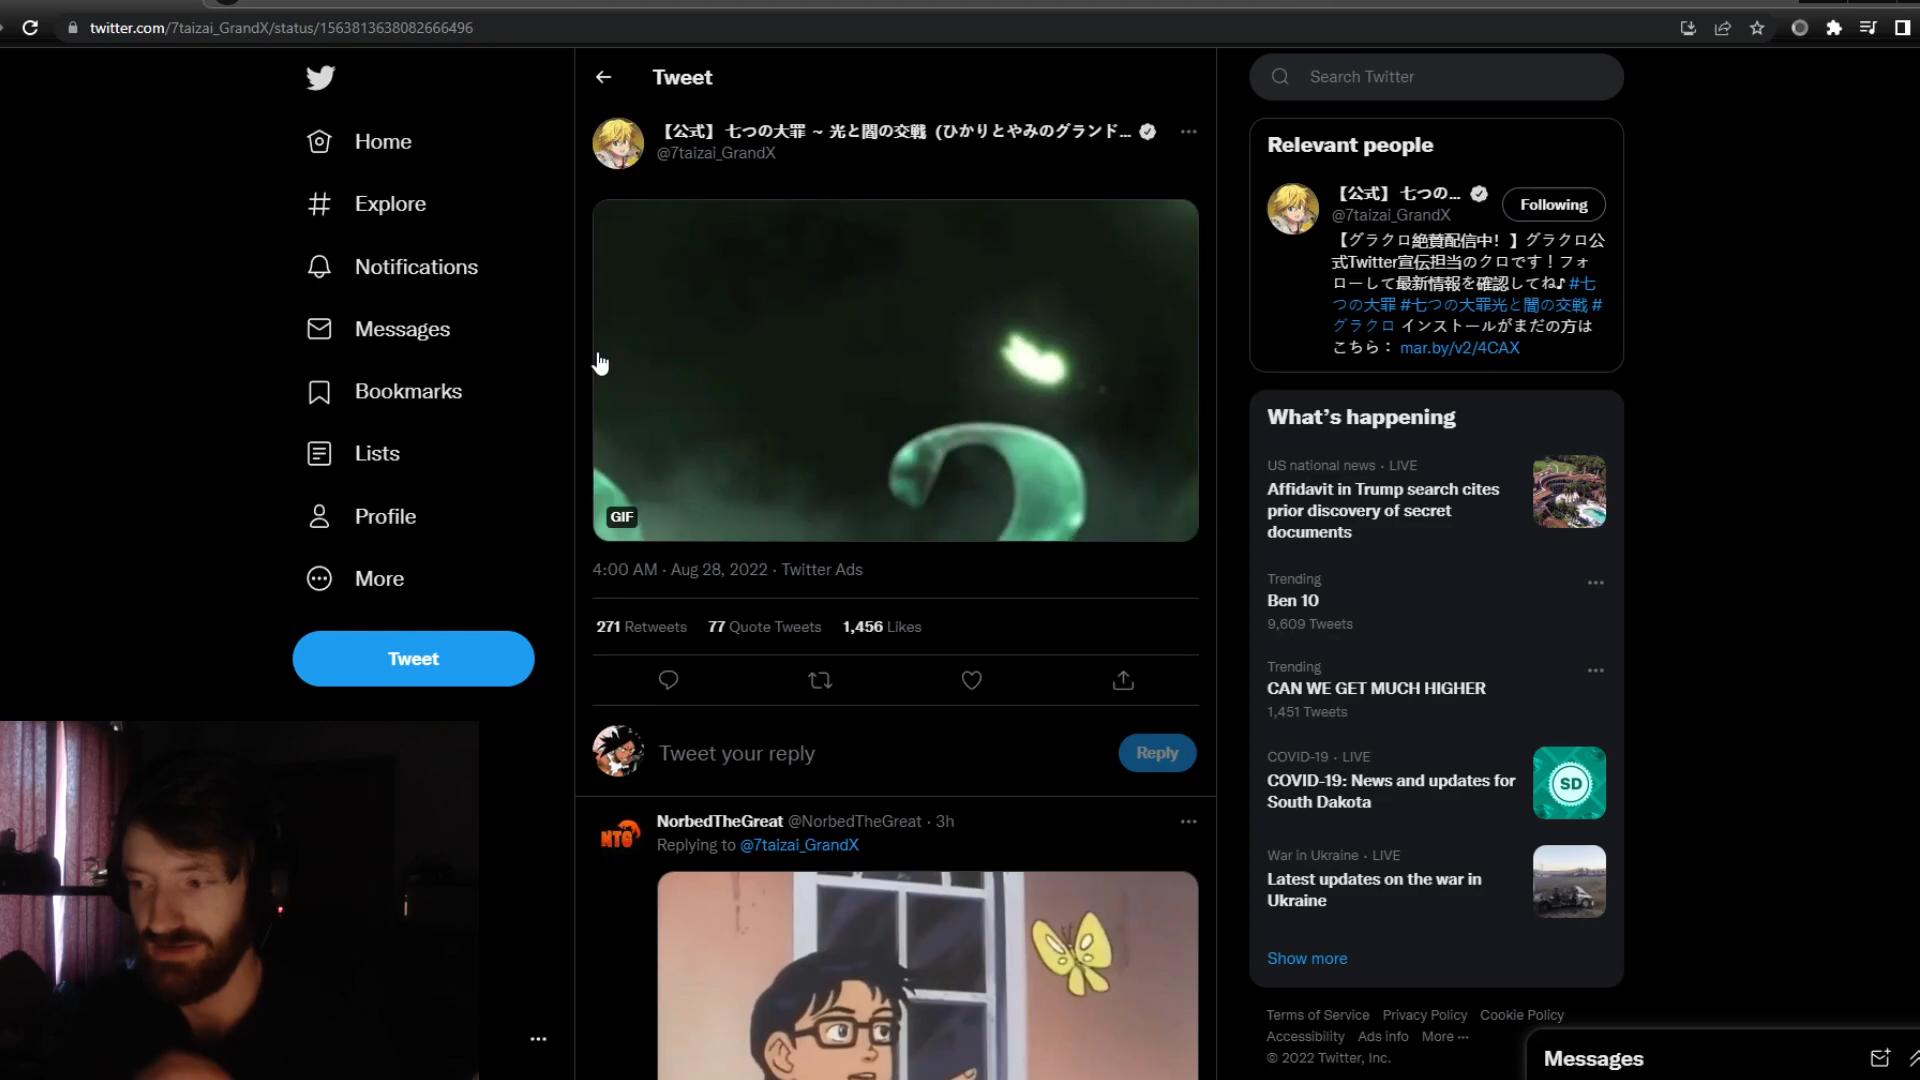 twitter.com/7taizai_GrandX/status/1563813638082666496
Home
Explore
Notifications
Messages
Bookmarks
Lists
Profile
More
Tweet
Tweet
【公式】 七つの大罪 ~ 光と闇の交戦 (ひかりとやみのグランド...
@7taizai_GrandX
GIF
4:00 AM · Aug 28, 2022 · Twitter Ads
271 Retweets 77 Quote Tweets 1,456 Likes
Tweet your reply
Reply
NTG
NorbedTheGreat @NorbedTheGreat · 3h
Replying to @7taizai_GrandX
Search Twitter
Relevant people
【公式】 七つの...
@7taizai_GrandX
Following
【グラクロ絶賛配信中! 】グラクロ公
式Twitter宣伝担当のクロです!フォ
ローして最新情報を確認してね♪ #七
つの大罪 #七つの大罪光と闇の交戦 #
グラクロ インストールがまだの方は
こちら: mar.by/v2/4CAX
What's happening
US national news · LIVE
Affidavit in Trump search cites
prior discovery of secret
documents
Trending
Ben 10
9,609 Tweets
Trending
CAN WE GET MUCH HIGHER
1,451 Tweets
COVID-19 · LIVE
COVID-19: News and updates for
South Dakota
SD
War in Ukraine · LIVE
Latest updates on the war in
Ukraine
Show more
Terms of Service Privacy Policy Cookie Policy
Accessibility Ads info More ...
© 2022 Twitter, Inc.
Messages